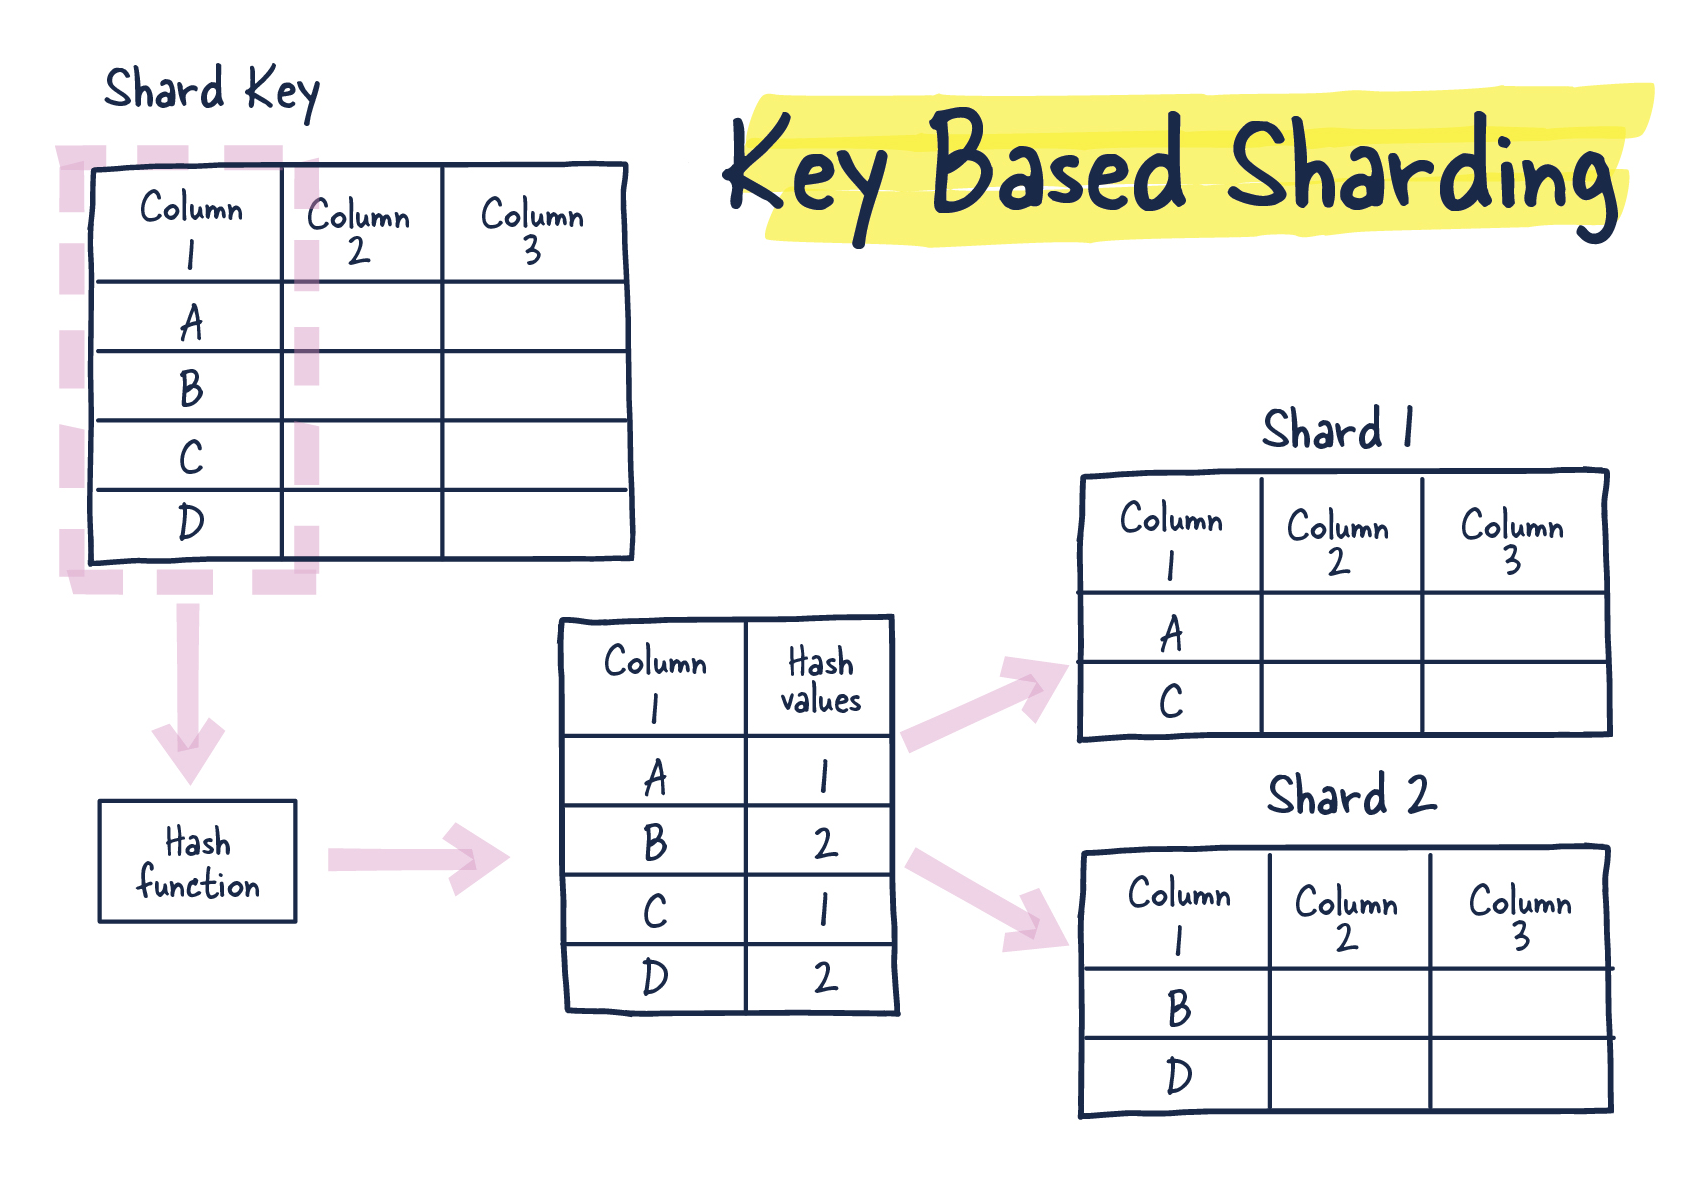 Shard Key
Key Based Sharding
Column 1
Column 2
Column 3
A
B
C
D
Hash
function
Column 1
Hash values
A 1
B 2
C 1
D 2
Shard 1
Column 1
Column 2
Column 3
A
C
Shard 2
Column 1
Column 2
Column 3
B
D